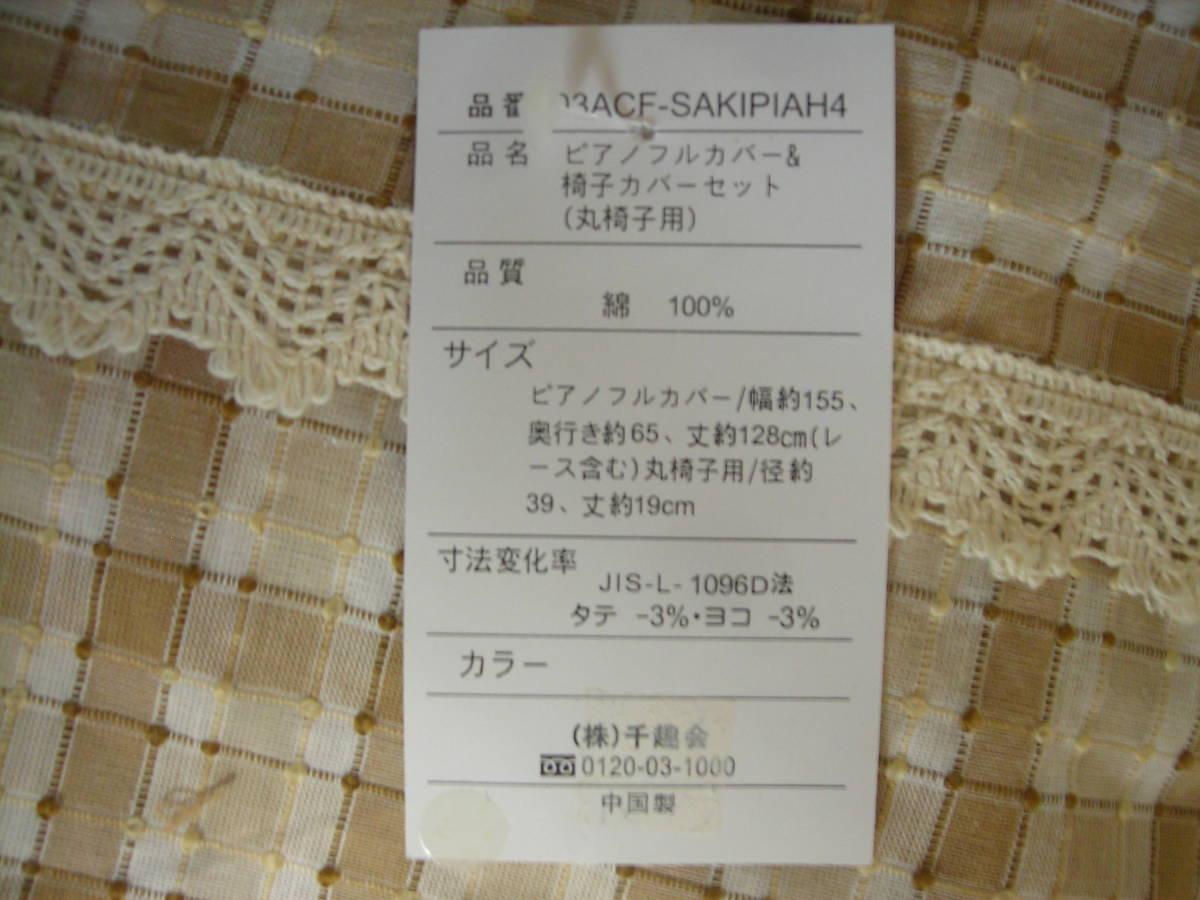 品番 03ACF-SAKIPIAH4
品名 ピアノフルカバー&
椅子カバーセット
(丸椅子用)
品質
綿 100%
サイズ
ピアノフルカバー/幅約155、
奥行き約65、丈約128cm(レ
ース含む)丸椅子用/径約
39、丈約19cm
寸法変化率
JIS-L-1096D法
タテ -3%・ヨコ -3%
カラー
(株)千趣会
0120-03-1000
中国製